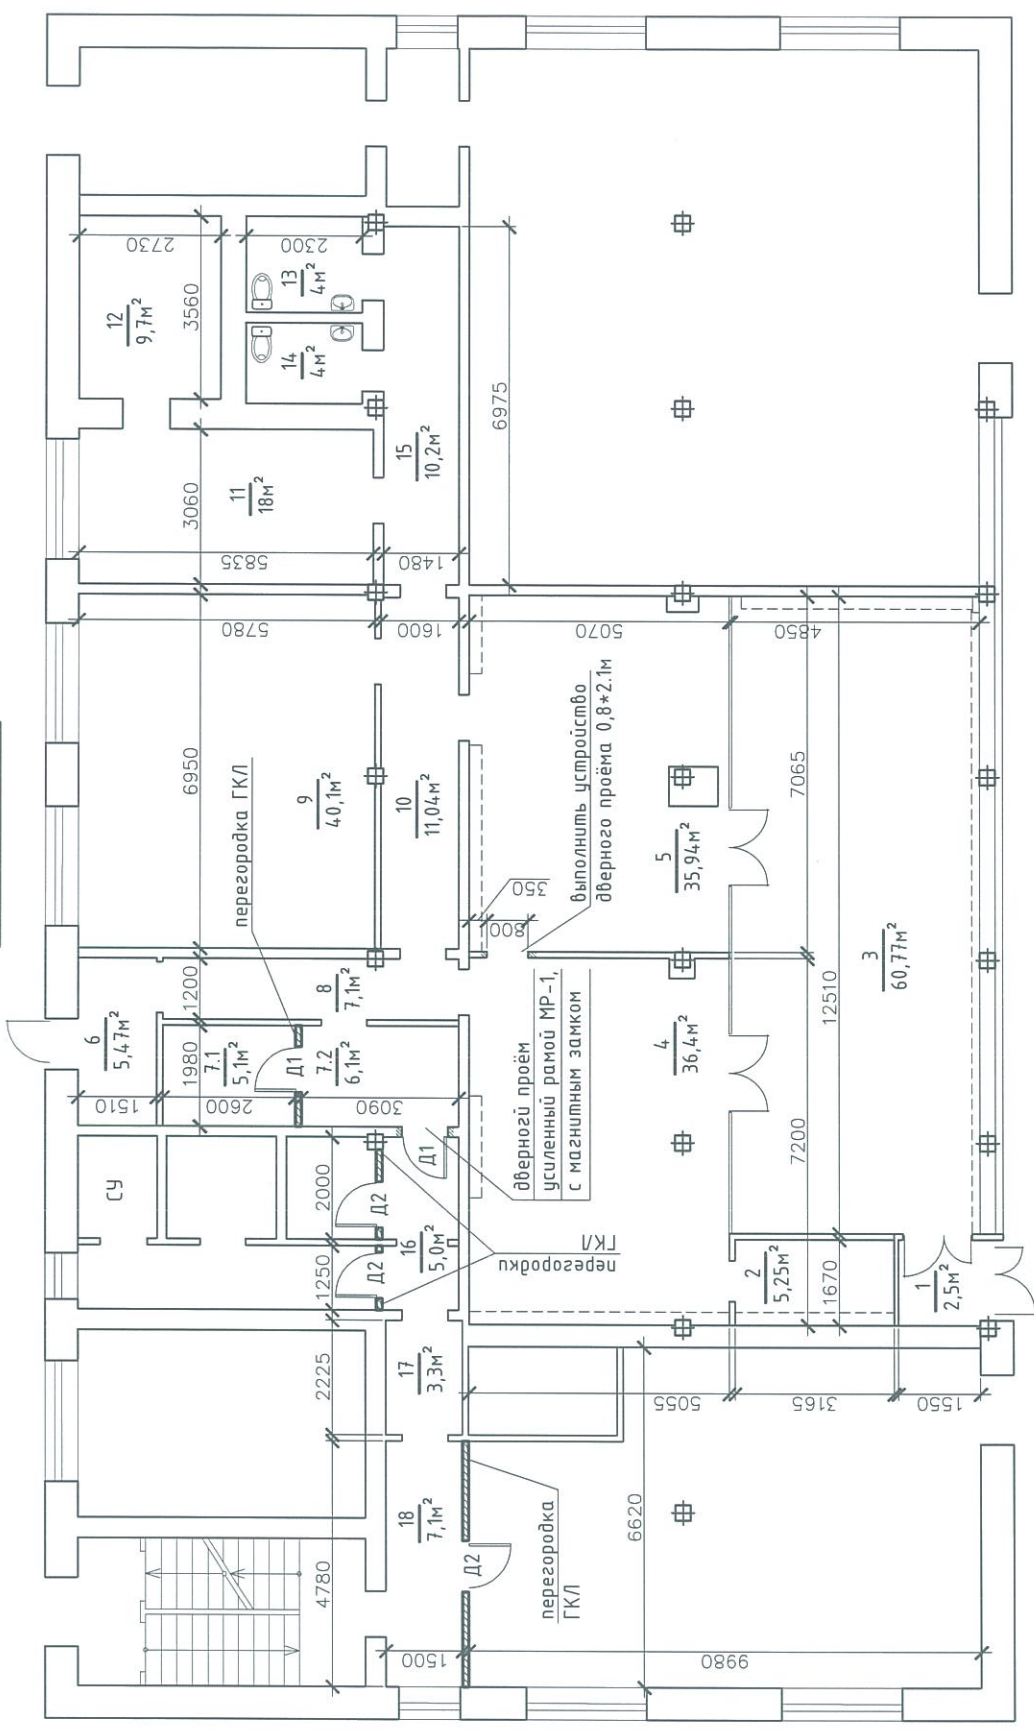 12
9,7м²
2730
3560
13
4м²
2300
14
4м²
15
10,2м²
6975
11
18м²
3060
5835
1480
5780
1600
5070
4850
6950
9
40,1м²
10
11,04м²
перегородка ГКЛ
выполнить устройство
дверного проёма 0,8*2.1м
7065
5
35,94м²
350
800
12510
3
60,77м²
6
5,47м²
1200
8
7,1м²
1980
7.1
5,1м²
Д1
7.2
6,1м²
1510
2600
3090
дверной проём
усиленный рамой МР-1,
с магнитным замком
4
36,4м²
7200
СУ
2000
Д2
Д1
1250
Д2
16
5,0м²
перегородки
ГКЛ
2
5,25м²
1670
1
2,5м²
2225
17
3,3м²
5055
3165
1550
18
7,1м²
6620
Д2
перегородка
ГКЛ
4780
1500
9980